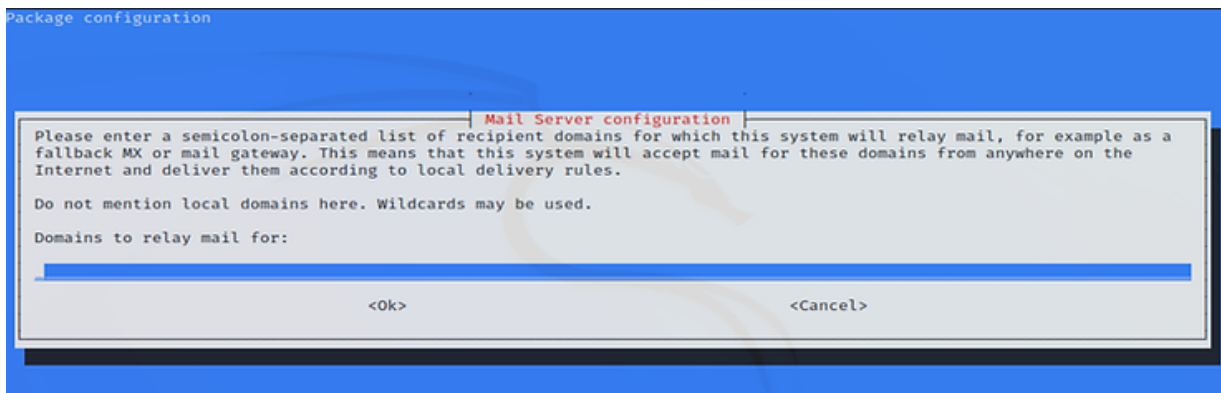 Package configuration
Mail Server configuration
Please enter a semicolon-separated list of recipient domains for which this system will relay mail, for example as a
fallback MX or mail gateway. This means that this system will accept mail for these domains from anywhere on the
Internet and deliver them according to local delivery rules.
Do not mention local domains here. Wildcards may be used.
Domains to relay mail for:
<Ok> <Cancel>